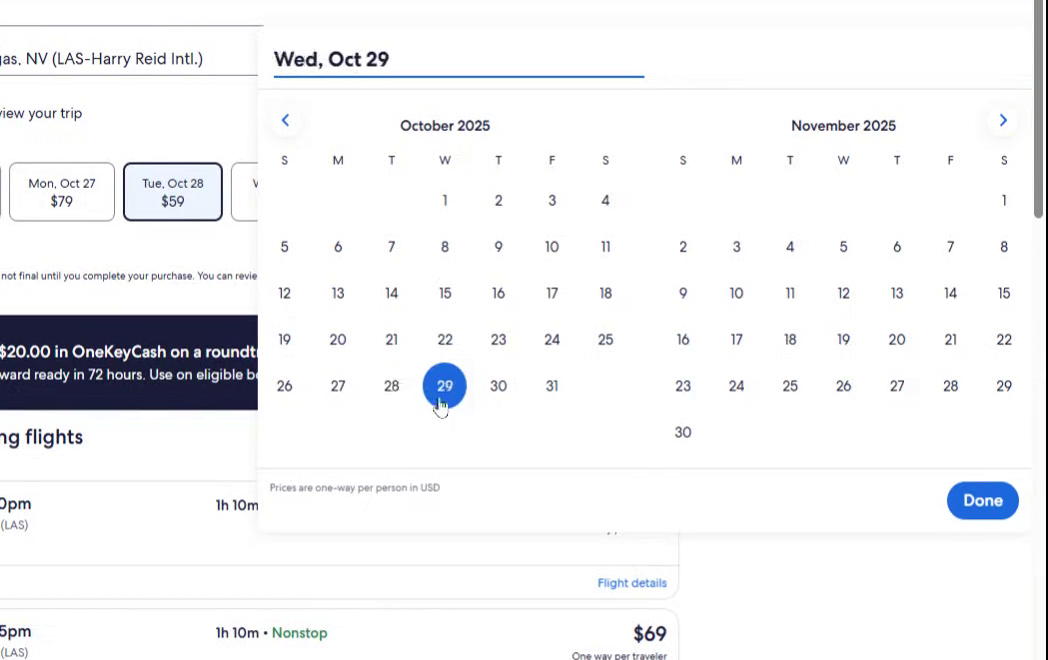 gas, NV (LAS-Harry Reid Intl.)
Wed, Oct 29
view your trip
October 2025
November 2025
S M T W T F S
S M T W T F S
Mon, Oct 27
$79
Tue, Oct 28
$59
1 2 3 4
1
5 6 7 8 9 10 11
2 3 4 5 6 7 8
not final until you complete your purchase. You can revie
12 13 14 15 16 17 18
9 10 11 12 13 14 15
$20.00 in OneKeyCash on a roundt
ward ready in 72 hours. Use on eligible b
19 20 21 22 23 24 25
16 17 18 19 20 21 22
26 27 28 29 30 31
23 24 25 26 27 28 29
30
ng flights
Prices are one-way per person in USD
Done
0pm
(LAS)
1h 10m
Flight details
5pm
(LAS)
1h 10m • Nonstop
$69
One way per traveler